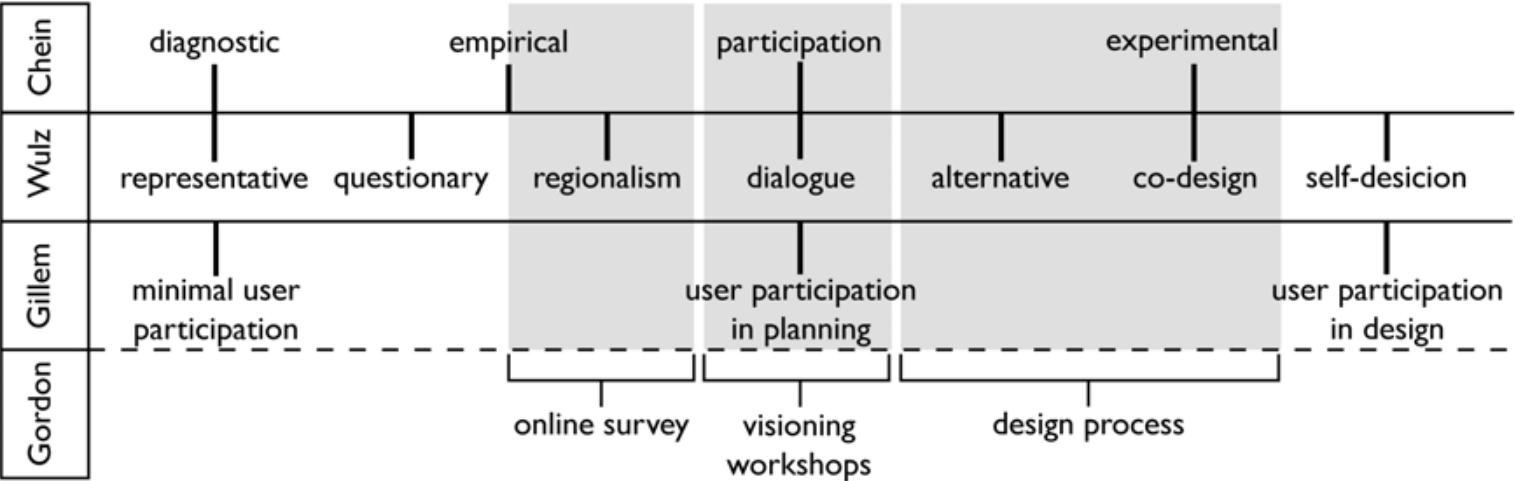 Chein
diagnostic
empirical
participation
experimental
Wulz
representative
questionary
regionalism
dialogue
alternative
co-design
self-desicion
Gillem
minimal user
participation
user participation
in planning
user participation
in design
Gordon
online survey
visioning
workshops
design process